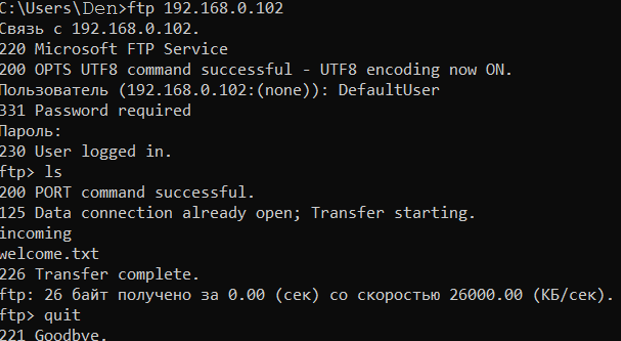 C:\Users\Den>ftp 192.168.0.102
Связь с 192.168.0.102.
220 Microsoft FTP Service
200 OPTS UTF8 command successful - UTF8 encoding now ON.
Пользователь (192.168.0.102:(none)): DefaultUser
331 Password required
Пароль:
230 User logged in.
ftp> ls
200 PORT command successful.
125 Data connection already open; Transfer starting.
incoming
welcome.txt
226 Transfer complete.
ftp: 26 байт получено за 0.00 (сек) со скоростью 26000.00 (КБ/сек).
ftp> quit
221 Goodbye.